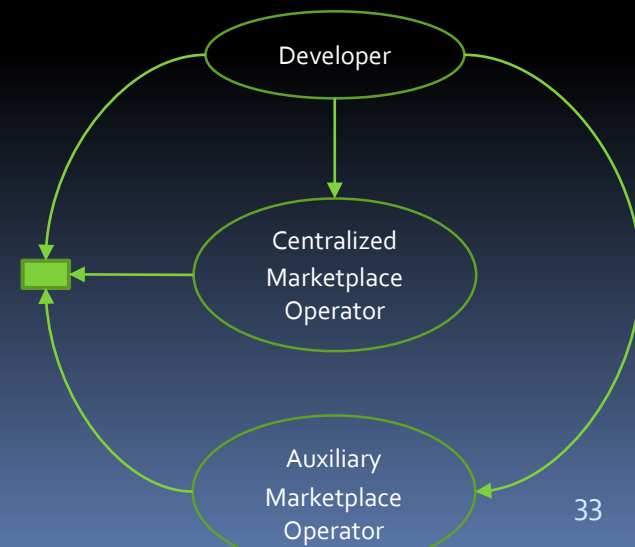 Developer
Centralized
Marketplace
Operator
Auxiliary
Marketplace
Operator
33